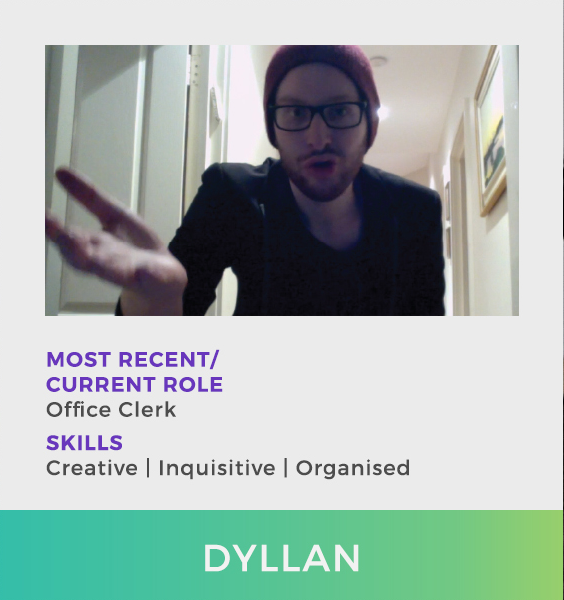 MOST RECENT/
CURRENT ROLE
Office Clerk
SKILLS
Creative | Inquisitive | Organised
DYLLAN